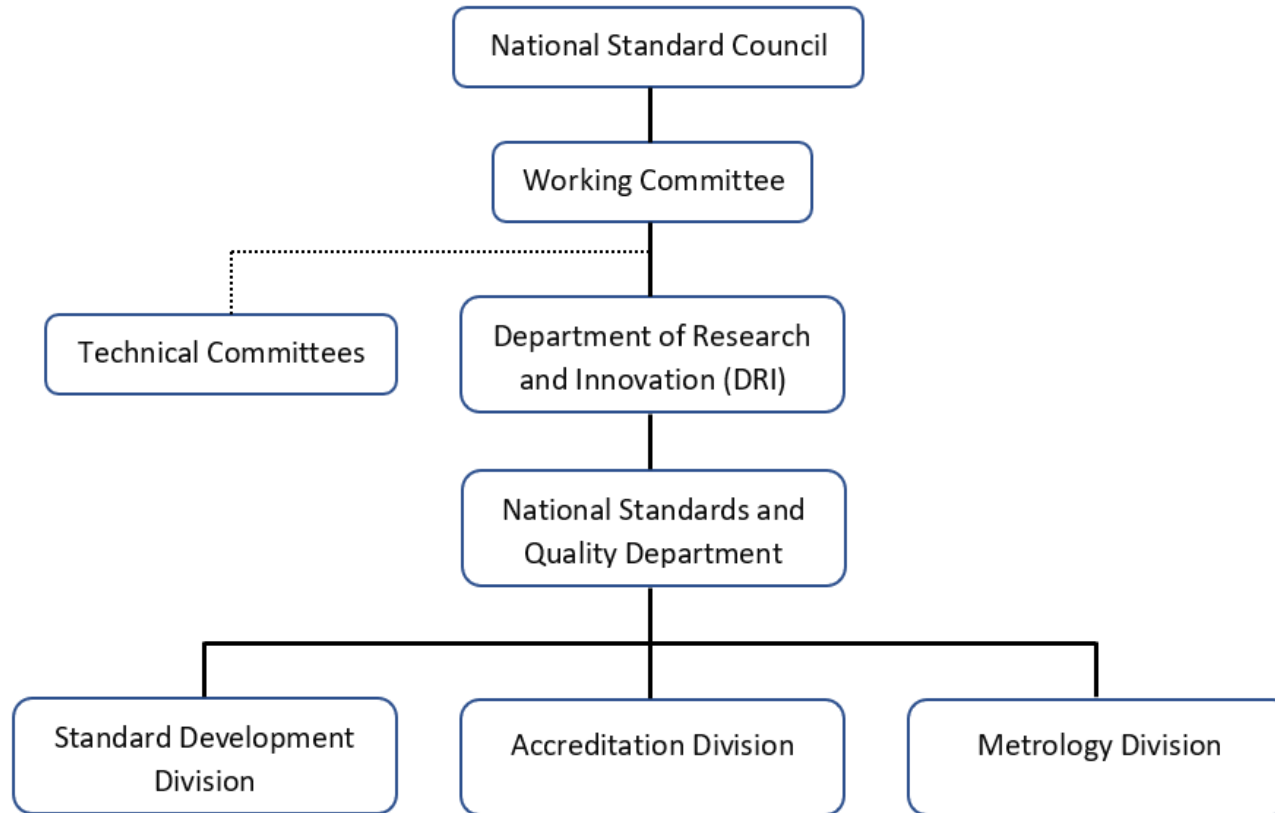 National Standard Council
Working Committee
Technical Committees
Department of Research
and Innovation (DRI)
National Standards and
Quality Department
Standard Development
Division
Accreditation Division
Metrology Division